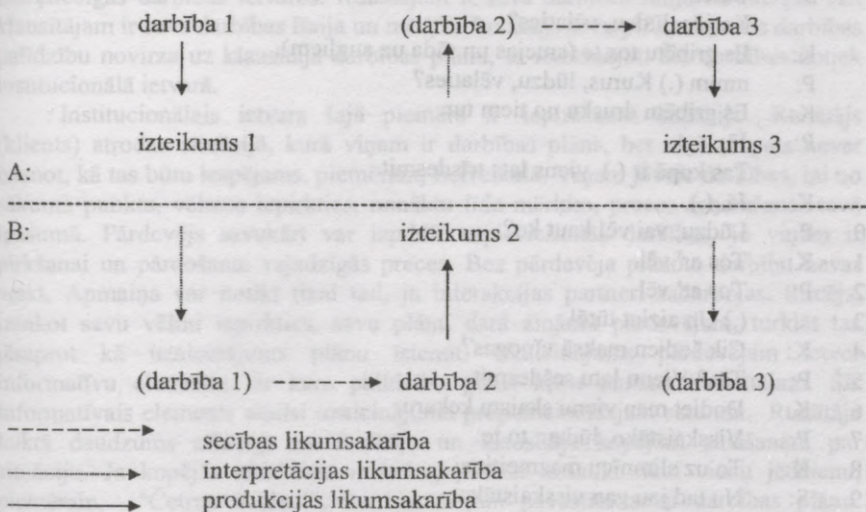 darbība 1 (darbība 2) darbība 3
izteikums 1 izteikums 3
A:
B: izteikums 2
(darbība 1) darbība 2 (darbība 3)
secības likumsakarība
interpretācijas likumsakarība
produkcijas likumsakarība